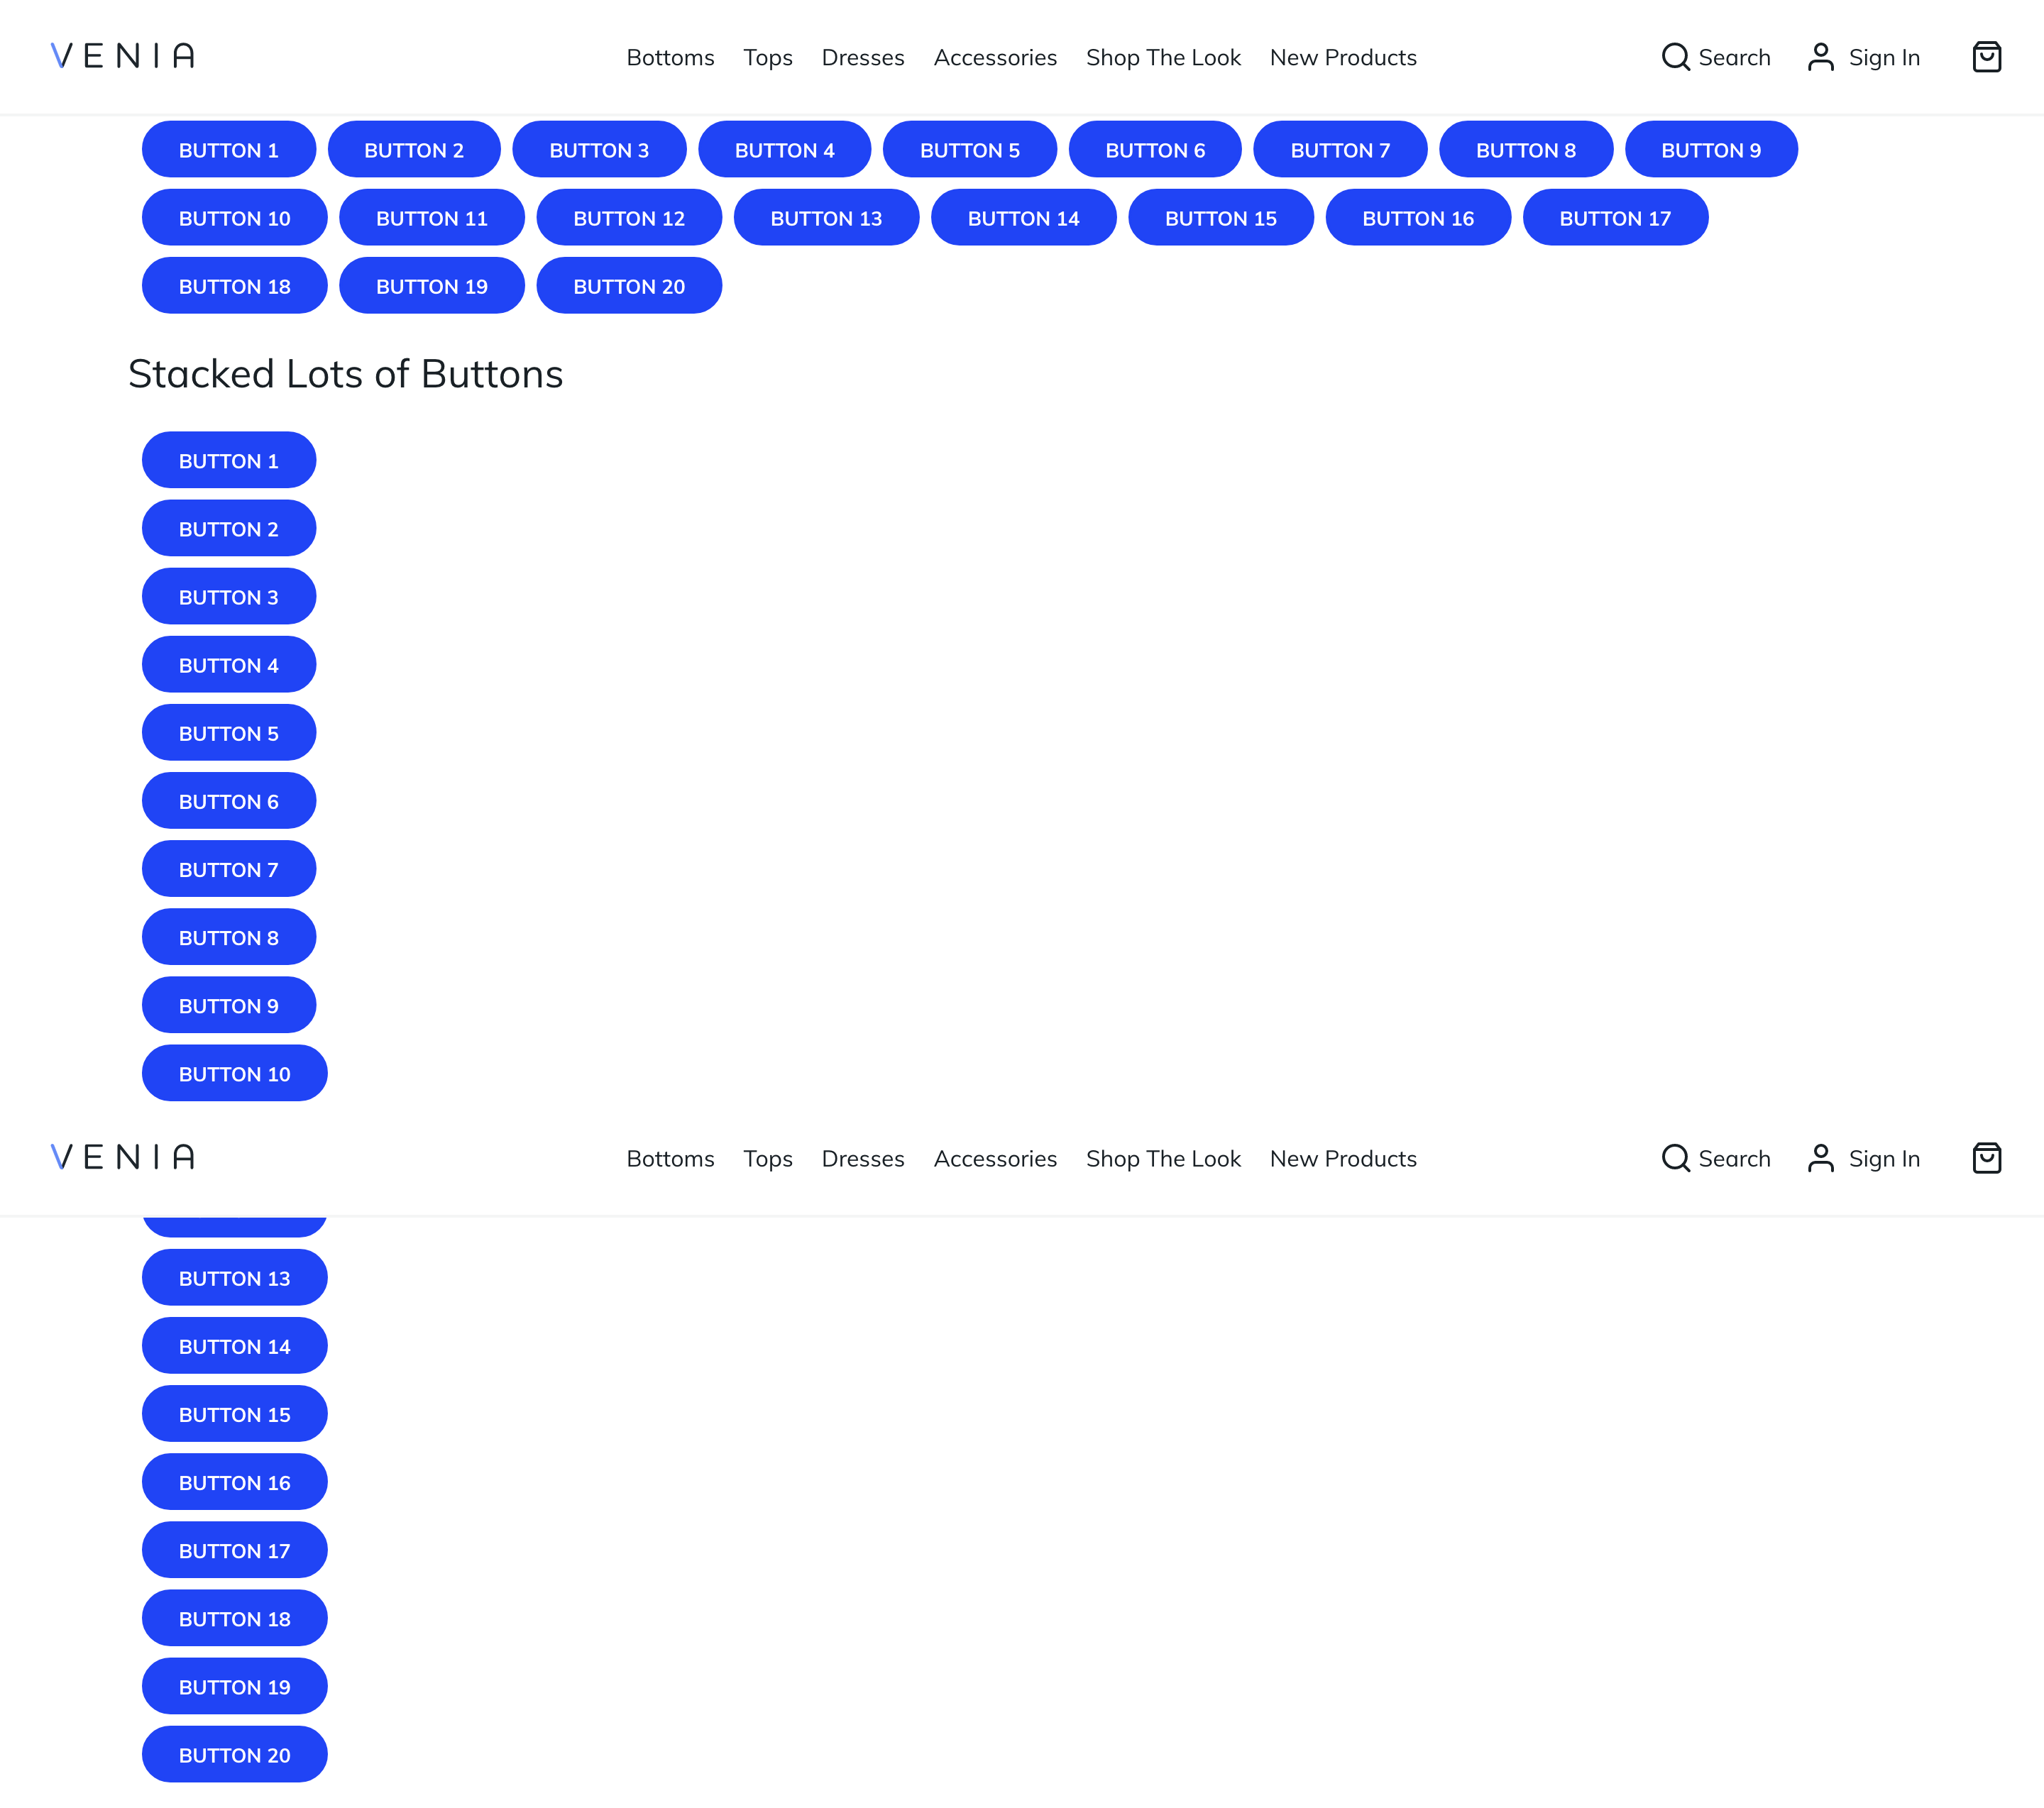 VENIA Bottoms Tops Dresses Accessories Shop The Look New Products Search Sign In
BUTTON 1 BUTTON 2 BUTTON 3 BUTTON 4 BUTTON 5 BUTTON 6 BUTTON 7 BUTTON 8 BUTTON 9
BUTTON 10 BUTTON 11 BUTTON 12 BUTTON 13 BUTTON 14 BUTTON 15 BUTTON 16 BUTTON 17
BUTTON 18 BUTTON 19 BUTTON 20
Stacked Lots of Buttons
BUTTON 1
BUTTON 2
BUTTON 3
BUTTON 4
BUTTON 5
BUTTON 6
BUTTON 7
BUTTON 8
BUTTON 9
BUTTON 10
VENIA Bottoms Tops Dresses Accessories Shop The Look New Products Search Sign In
BUTTON 13
BUTTON 14
BUTTON 15
BUTTON 16
BUTTON 17
BUTTON 18
BUTTON 19
BUTTON 20